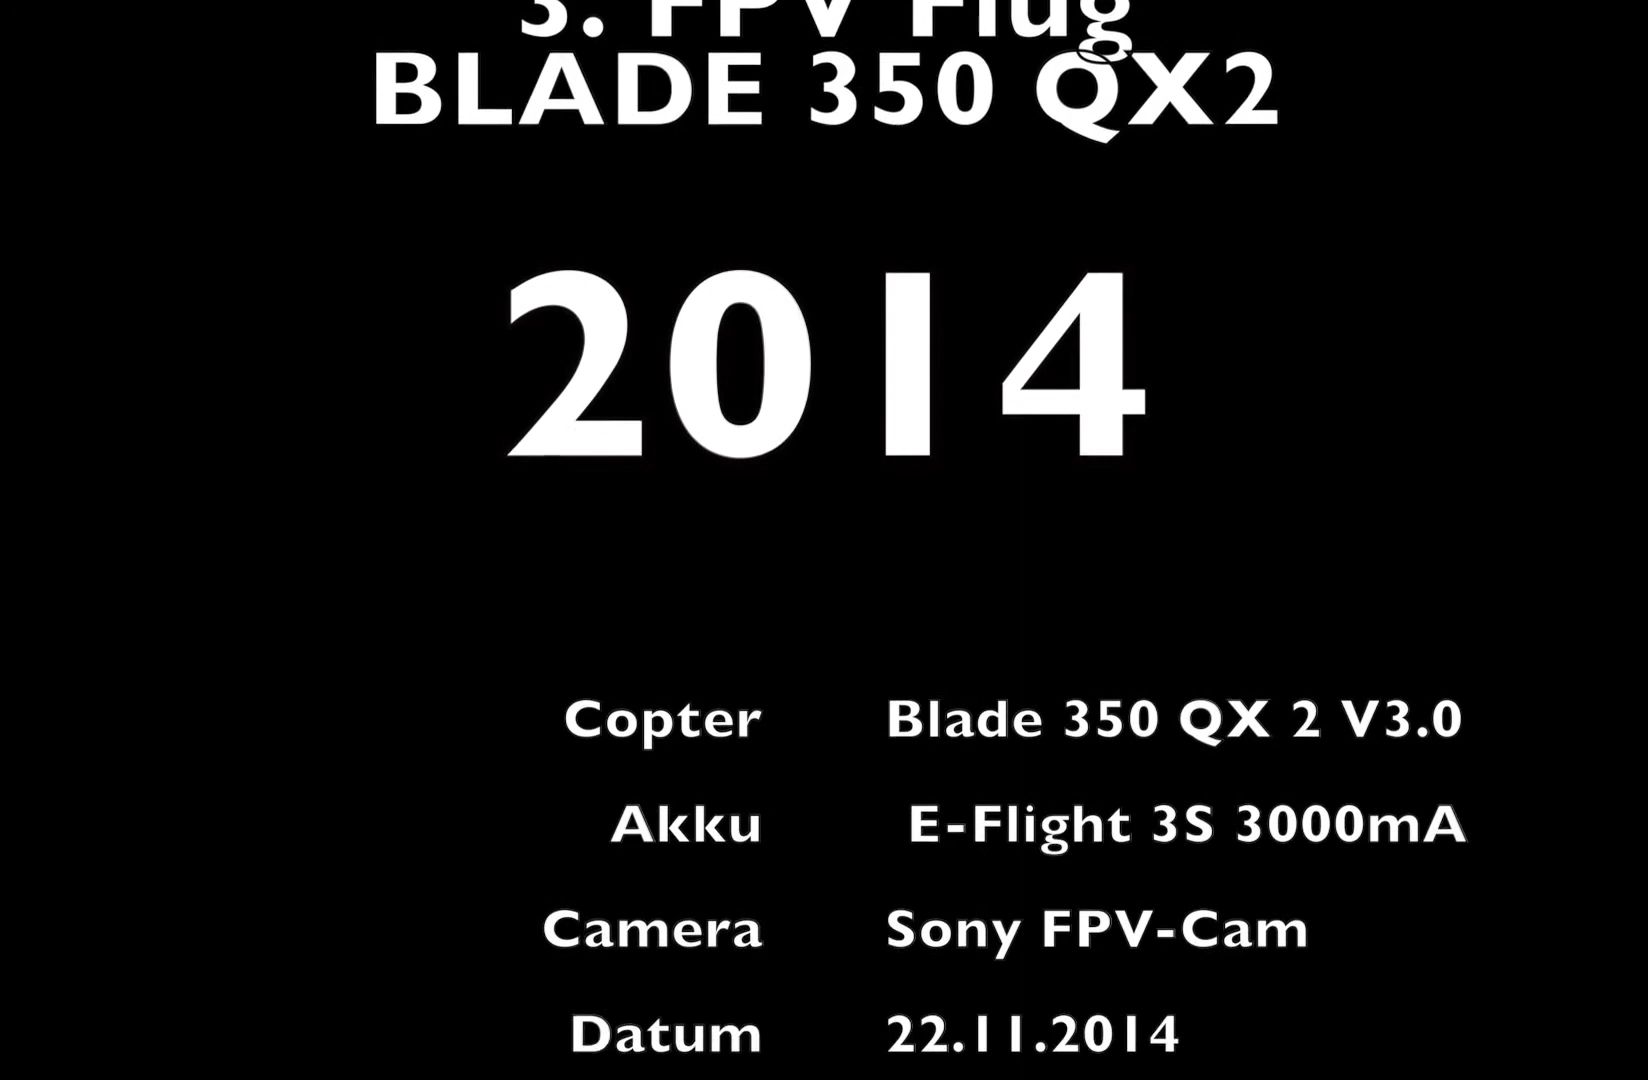 3. FPV Flug
BLADE 350 QX2
2014
Copter Blade 350 QX 2 V3.0
Akku E-Flight 3S 3000mA
Camera Sony FPV-Cam
Datum 22.11.2014